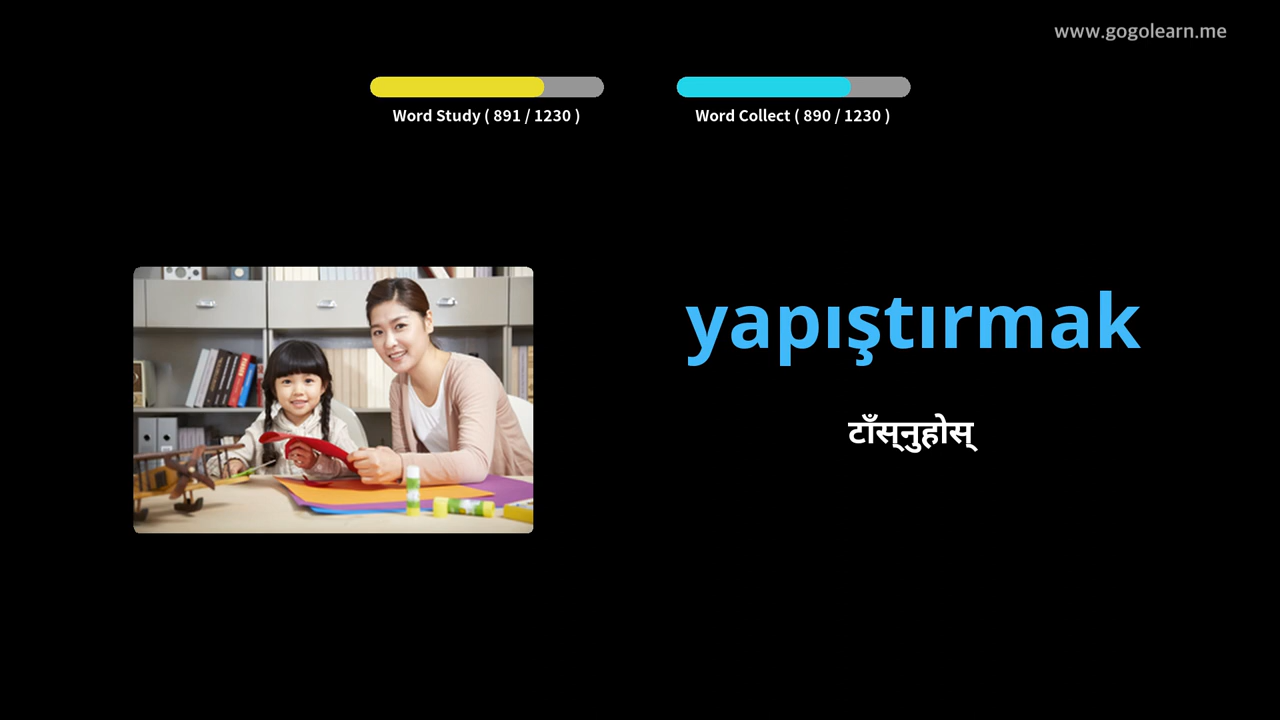 www.gogolearn.me
Word Study ( 891 / 1230 )
Word Collect ( 890 / 1230 )
yapıştırmak
टाँस्नुहोस्